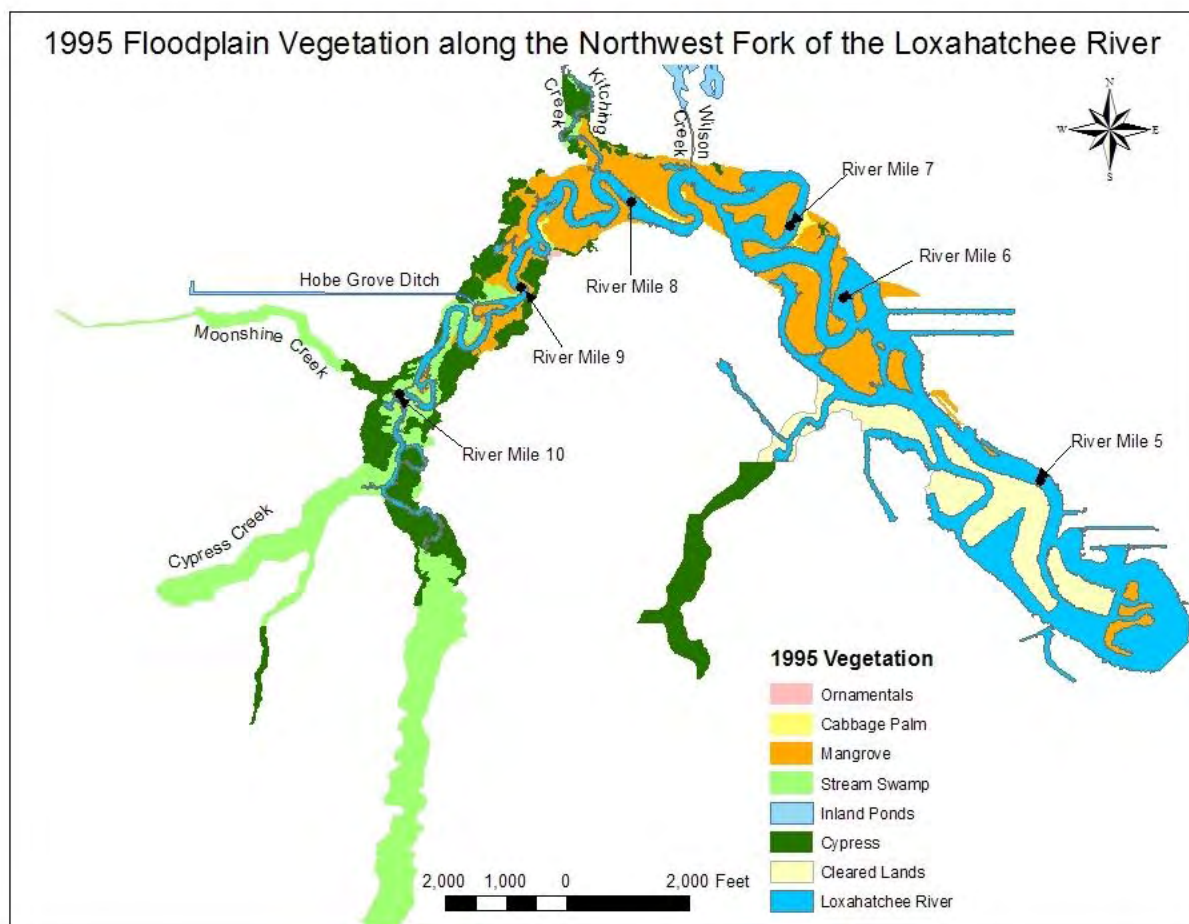 1995 Floodplain Vegetation along the Northwest Fork of the Loxahatchee River
Kitching
Creek
Wilson
Creek
N
W
E
S
River Mile 7
River Mile 6
River Mile 8
Hobe Grove Ditch
Moonshine Creek
River Mile 9
River Mile 10
River Mile 5
Cypress Creek
1995 Vegetation
Ornamentals
Cabbage Palm
Mangrove
Stream Swamp
Inland Ponds
Cypress
Cleared Lands
Loxahatchee River
2,000 1,000 0 2,000 Feet